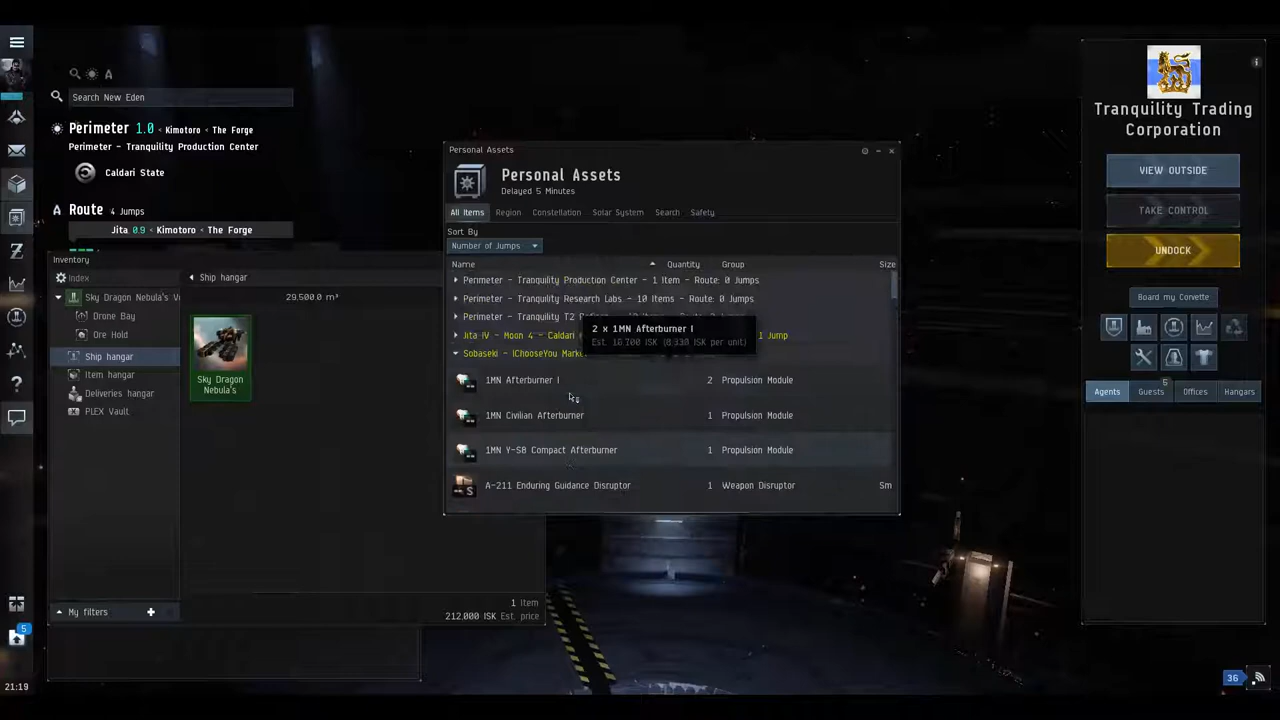 Search New Eden
Perimeter 1.0 < Kimotoro < The Forge
Perimeter - Tranquility Production Center
Caldari State
Route 4 Jumps
Jita 0.9 < Kimotoro < The Forge
Inventory
Index
Ship hangar
Sky Dragon Nebula's
29,500.0 m³
Drone Bay
Ore Hold
Ship hangar
Item hangar
Deliveries hangar
PLEX Vault
Sky Dragon
Nebula's
My filters
1 Item
212,000 ISK Est. price
5
21:19
Personal Assets
Personal Assets
Delayed 5 Minutes
All Items
Region
Constellation
Solar System
Search
Safety
Sort By
Number of Jumps
Name
Quantity
Group
Size
Perimeter - Tranquility Production Center - 1 Item - Route: 0 Jumps
Perimeter - Tranquility Research Labs - 10 Items - Route: 0 Jumps
Perimeter - Tranquility T2
Jita IV - Moon 4 - Caldari
1 Jump
Sobaseki - IChooseYou
2 x 1MN Afterburner I
ISK per unit)
1MN Afterburner I 2 Propulsion Module
1MN Civilian Afterburner 1 Propulsion Module
1MN Y-S8 Compact Afterburner 1 Propulsion Module
A-211 Enduring Guidance Disruptor 1 Weapon Disruptor Sm
Tranquility Trading
Corporation
VIEW OUTSIDE
TAKE CONTROL
UNDOCK
Board my Corvette
Agents
Guests
5
Offices
Hangars
36